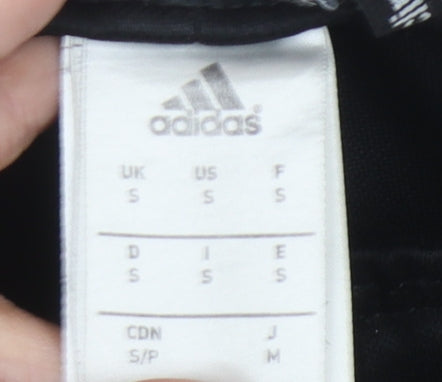 adidas®
UK US F
S S S
D I E
S S S
CDN J
S/P M